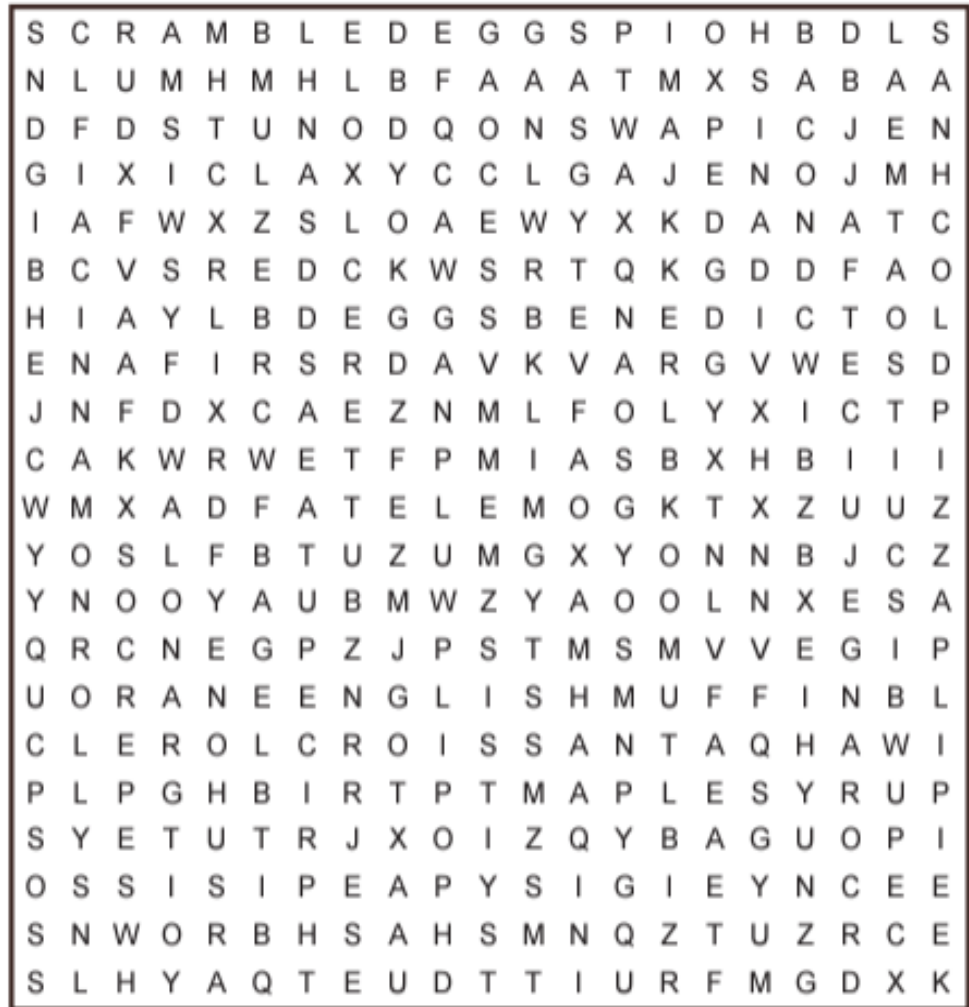 S C R A M B L E D E G G S P I O H B D L S
N L U M H M H L B F A A A T M X S A B A A
D F D S T U N O D Q O N S W A P I C J E N
G I X I C L A X Y C C L G A J E N O J M H
I A F W X Z S L O A E W Y X K D A N A T C
B C V S R E D C K W S R T Q K G D D F A O
H I A Y L B D E G G S B E N E D I C T O L
E N A F I R S R D A V K V A R G V W E S D
J N F D X C A E Z N M L F O L Y X I C T P
C A K W R W E T F P M I A S B X H B I I I
W M X A D F A T E L E M O G K T X Z U U Z
Y O S L F B T U Z U M G X Y O N N B J C Z
Y N O O Y A U B M W Z Y A O O L N X E S A
Q R C N E G P Z J P S T M S M V V E G I P
U O R A N E E N G L I S H M U F F I N B L
C L E R O L C R O I S S A N T A Q H A W I
P L P G H B I R T P T M A P L E S Y R U P
S Y E T U T R J X O I Z Q Y B A G U O P I
O S S I S I P E A P Y S I G I E Y N C E E
S N W O R B H S A H S M N Q Z T U Z R C E
S L H Y A Q T E U D T T I U R F M G D X K